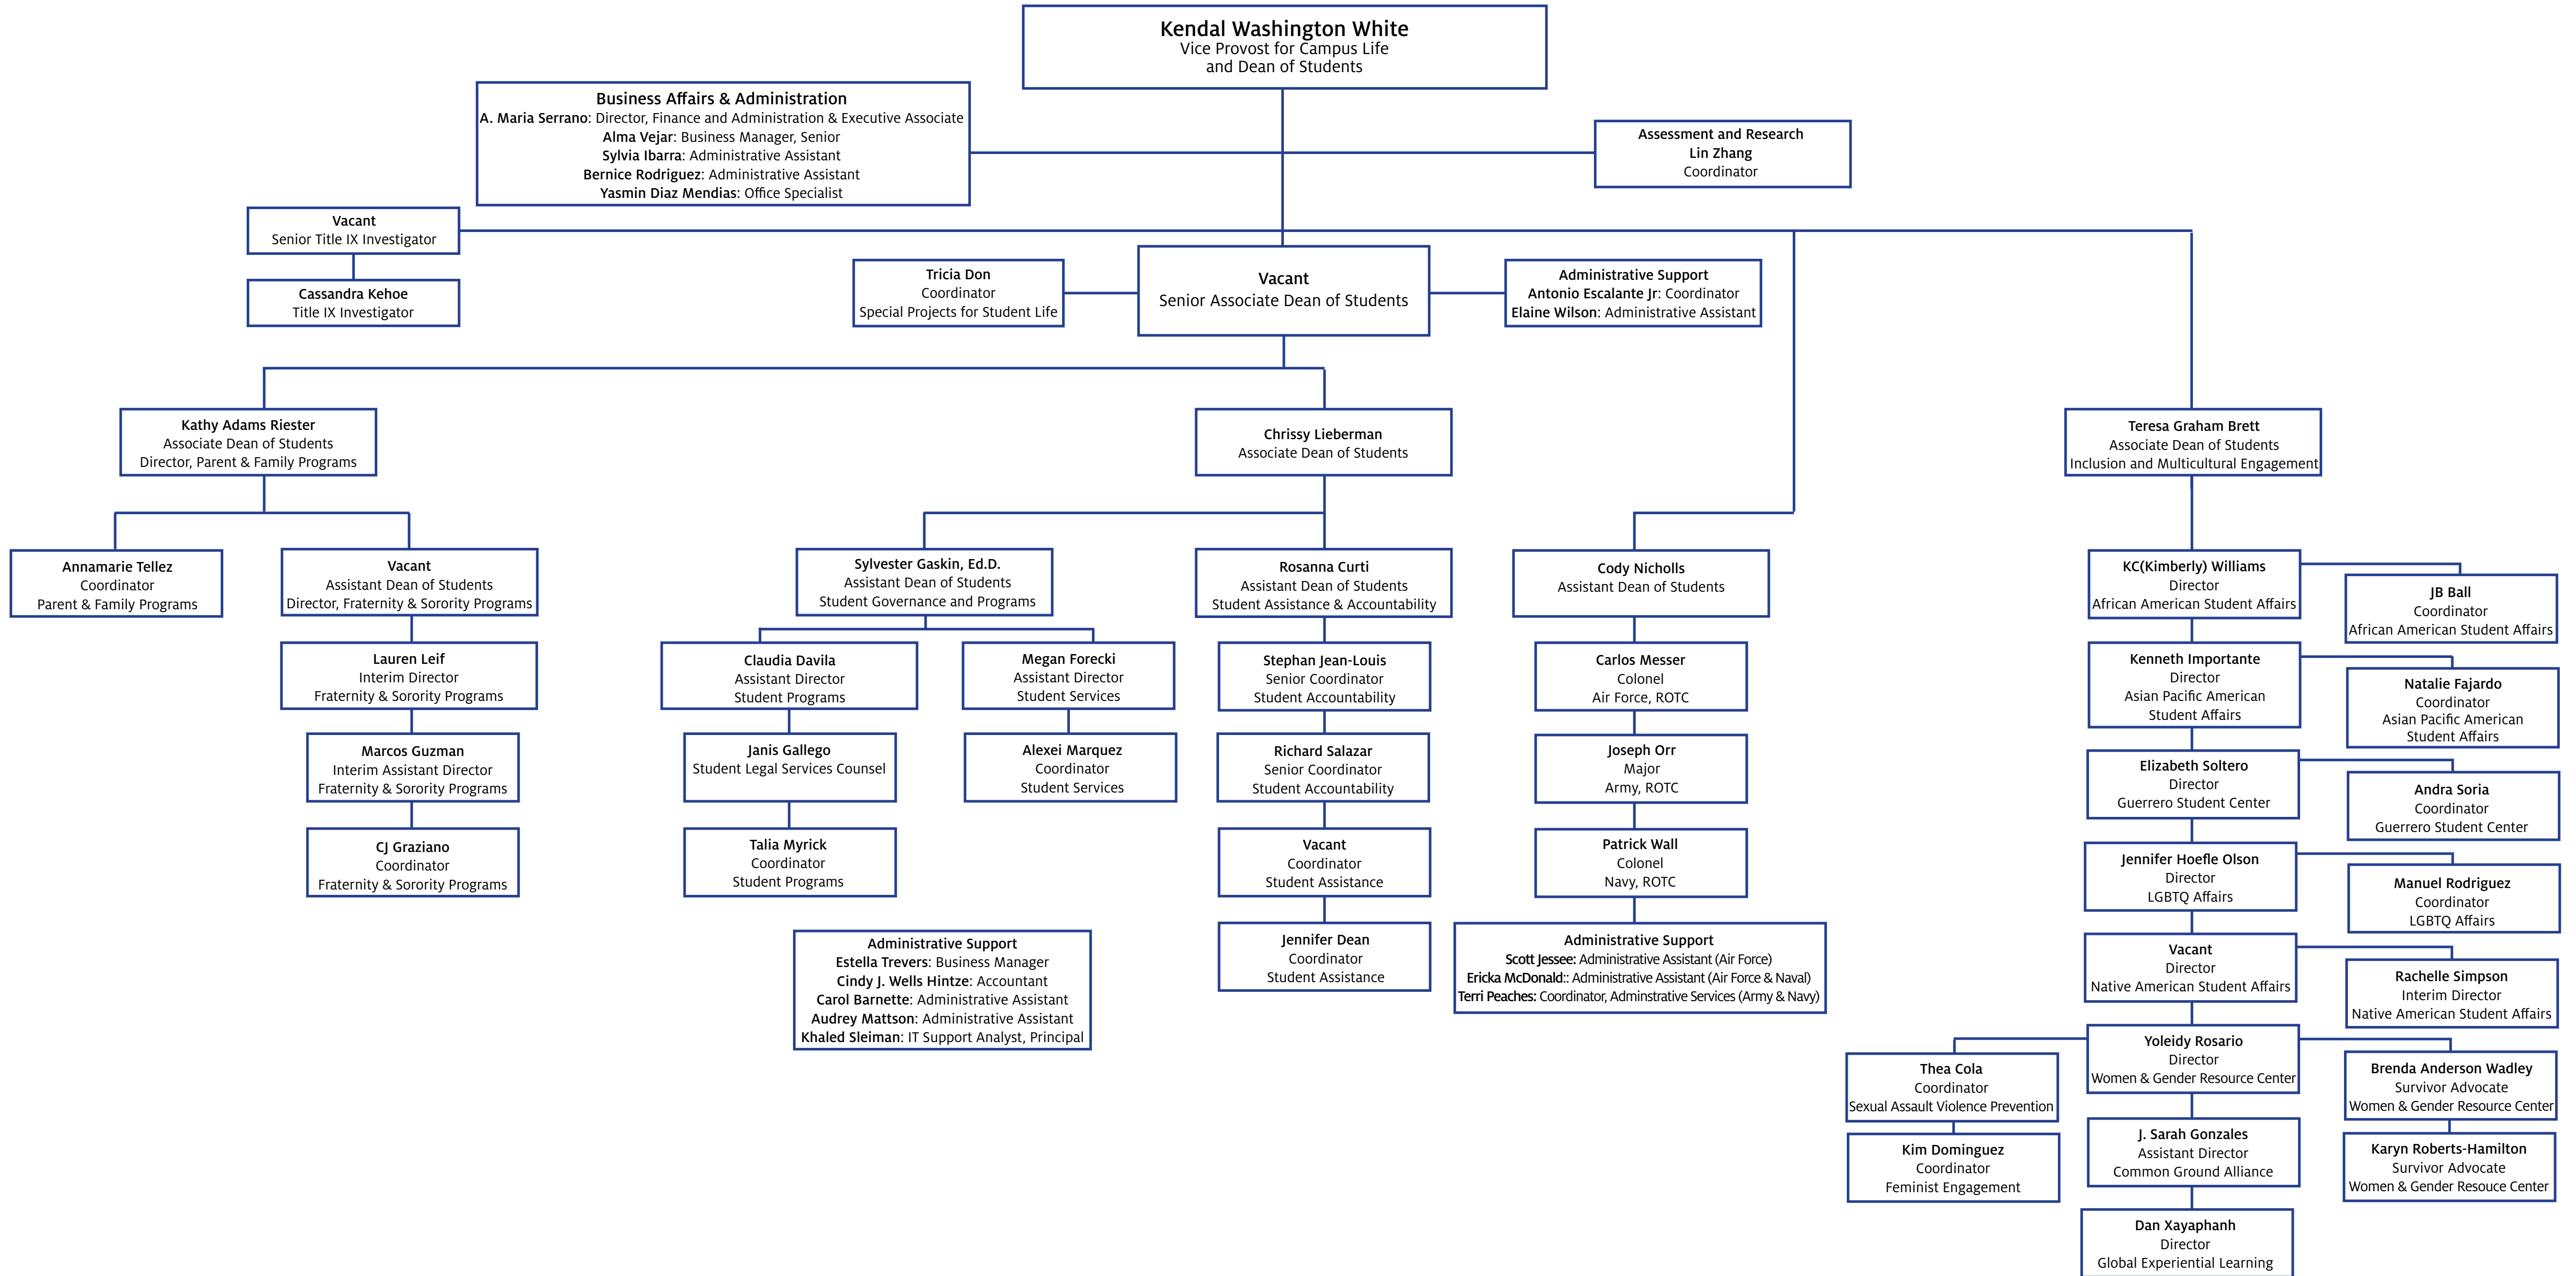 Kendal Washington White
Vice Provost for Campus Life
and Dean of Students
Business Affairs & Administration
A. Maria Serrano: Director, Finance and Administration & Executive Associate
Alma Vejar: Business Manager, Senior
Sylvia Ibarra: Administrative Assistant
Bernice Rodriguez: Administrative Assistant
Yasmin Diaz Mendias: Office Specialist
Assessment and Research
Lin Zhang
Coordinator
Vacant
Senior Title IX Investigator
Cassandra Kehoe
Title IX Investigator
Tricia Don
Coordinator
Special Projects for Student Life
Vacant
Senior Associate Dean of Students
Administrative Support
Antonio Escalante Jr: Coordinator
Elaine Wilson: Administrative Assistant
Kathy Adams Riester
Associate Dean of Students
Director, Parent & Family Programs
Chrissy Lieberman
Associate Dean of Students
Teresa Graham Brett
Associate Dean of Students
Inclusion and Multicultural Engagement
Annamarie Tellez
Coordinator
Parent & Family Programs
Vacant
Assistant Dean of Students
Director, Fraternity & Sorority Programs
Lauren Leif
Interim Director
Fraternity & Sorority Programs
Marcos Guzman
Interim Assistant Director
Fraternity & Sorority Programs
CJ Graziano
Coordinator
Fraternity & Sorority Programs
Sylvester Gaskin, Ed.D.
Assistant Dean of Students
Student Governance and Programs
Claudia Davila
Assistant Director
Student Programs
Janis Gallego
Student Legal Services Counsel
Talia Myrick
Coordinator
Student Programs
Megan Forecki
Assistant Director
Student Services
Alexei Marquez
Coordinator
Student Services
Administrative Support
Estella Trevers: Business Manager
Cindy J. Wells Hintze: Accountant
Carol Barnette: Administrative Assistant
Audrey Mattson: Administrative Assistant
Khaled Sleiman: IT Support Analyst, Principal
Rosanna Curti
Assistant Dean of Students
Student Assistance & Accountability
Stephan Jean-Louis
Senior Coordinator
Student Accountability
Richard Salazar
Senior Coordinator
Student Accountability
Vacant
Coordinator
Student Assistance
Jennifer Dean
Coordinator
Student Assistance
Cody Nicholls
Assistant Dean of Students
Carlos Messer
Colonel
Air Force, ROTC
Joseph Orr
Major
Army, ROTC
Patrick Wall
Colonel
Navy, ROTC
Administrative Support
Scott Jessee: Administrative Assistant (Air Force)
Ericka McDonald:: Administrative Assistant (Air Force & Naval)
Terri Peaches: Coordinator, Adminstrative Services (Army & Navy)
KC(Kimberly) Williams
Director
African American Student Affairs
JB Ball
Coordinator
African American Student Affairs
Kenneth Importante
Director
Asian Pacific American
Student Affairs
Natalie Fajardo
Coordinator
Asian Pacific American
Student Affairs
Elizabeth Soltero
Director
Guerrero Student Center
Andra Soria
Coordinator
Guerrero Student Center
Jennifer Hoefle Olson
Director
LGBTQ Affairs
Manuel Rodriguez
Coordinator
LGBTQ Affairs
Vacant
Director
Native American Student Affairs
Rachelle Simpson
Interim Director
Native American Student Affairs
Yoleidy Rosario
Director
Women & Gender Resource Center
Thea Cola
Coordinator
Sexual Assault Violence Prevention
Kim Dominguez
Coordinator
Feminist Engagement
Brenda Anderson Wadley
Survivor Advocate
Women & Gender Resource Center
Karyn Roberts-Hamilton
Survivor Advocate
Women & Gender Resouce Center
J. Sarah Gonzales
Assistant Director
Common Ground Alliance
Dan Xayaphanh
Director
Global Experiential Learning